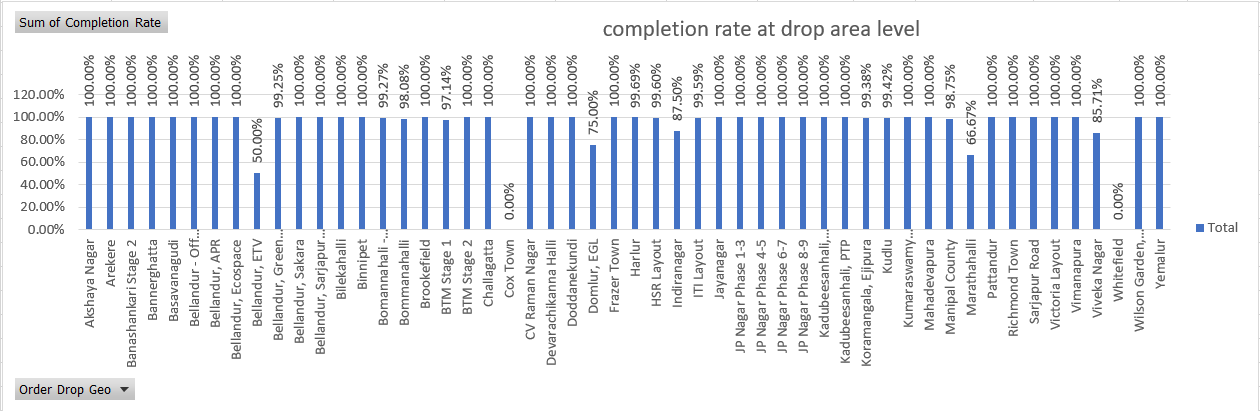 Sum of Completion Rate
completion rate at drop area level
100.00%
100.00%
100.00%
100.00%
100.00%
100.00%
100.00%
100.00%
50.00%
99.25%
100.00%
100.00%
100.00%
100.00%
99.27%
98.08%
100.00%
97.14%
100.00%
100.00%
0.00%
100.00%
100.00%
100.00%
75.00%
100.00%
99.69%
99.60%
87.50%
99.59%
100.00%
100.00%
100.00%
100.00%
100.00%
100.00%
100.00%
99.38%
99.42%
100.00%
100.00%
98.75%
66.67%
100.00%
100.00%
100.00%
100.00%
100.00%
85.71%
0.00%
100.00%
100.00%
120.00%
100.00%
80.00%
60.00%
40.00%
20.00%
0.00%
Akshaya Nagar
Arekere
Banashankari Stage 2
Bannerghatta
Basavanagudi
Bellandur - Off…
Bellandur, APR
Bellandur, Ecospace
Bellandur, ETV
Bellandur, Green…
Bellandur, Sakara
Bellandur, Sarjapur…
Bilekahalli
Binnipet
Bomannahali -…
Bommnahalli
Brookefield
BTM Stage 1
BTM Stage 2
Challagatta
Cox Town
CV Raman Nagar
Devarachikanna Halli
Doddanekundi
Domlur, EGL
Frazer Town
Harlur
HSR Layout
Indiranagar
ITI Layout
Jayanagar
JP Nagar Phase 1-3
JP Nagar Phase 4-5
JP Nagar Phase 6-7
JP Nagar Phase 8-9
Kadubeesanhali,…
Kadubeesanhali, PTP
Koramangala, Ejipura
Kudlu
Kumaraswamy…
Mahadevapura
Manipal County
Marathahalli
Pattandur
Richmond Town
Sarjapur Road
Victoria Layout
Vimanapura
Viveka Nagar
Whitefield
Wilson Garden,…
Yemalur
Total
Order Drop Geo